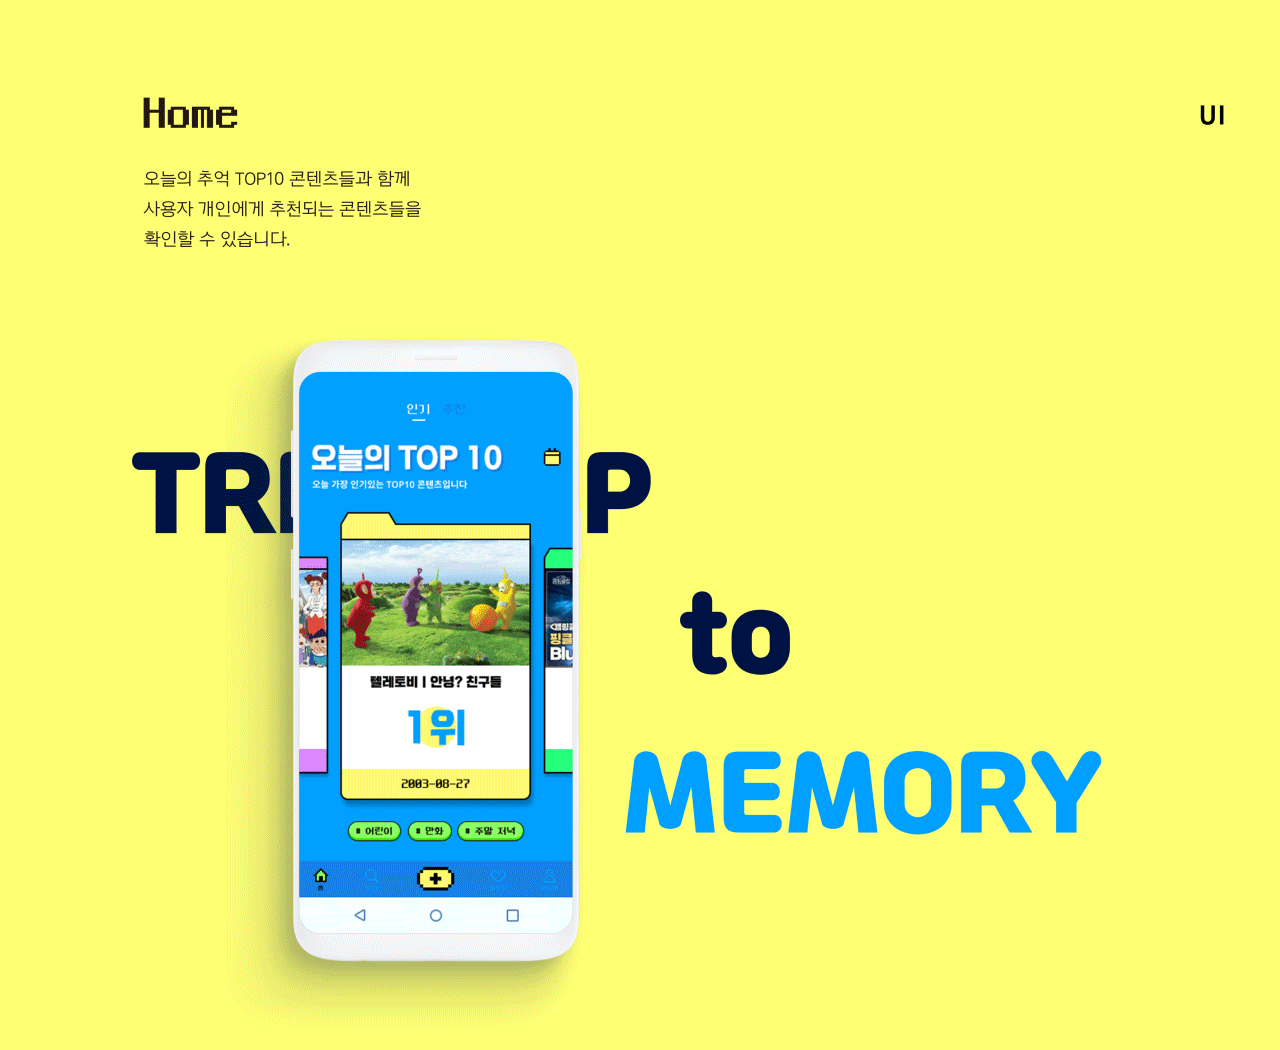 Home
UI
오늘의 추억 TOP10 콘텐츠들과 함께
사용자 개인에게 추천되는 콘텐츠들을
확인할 수 있습니다.
인기 추천
오늘의 TOP 10
오늘 가장 인기있는 TOP10 콘텐츠입니다
TR P
to
MEMORY
텔레토비 | 안녕? 친구들
1위
2003-08-27
어린이
만화
주말 저녁
홈
핑클
Blu